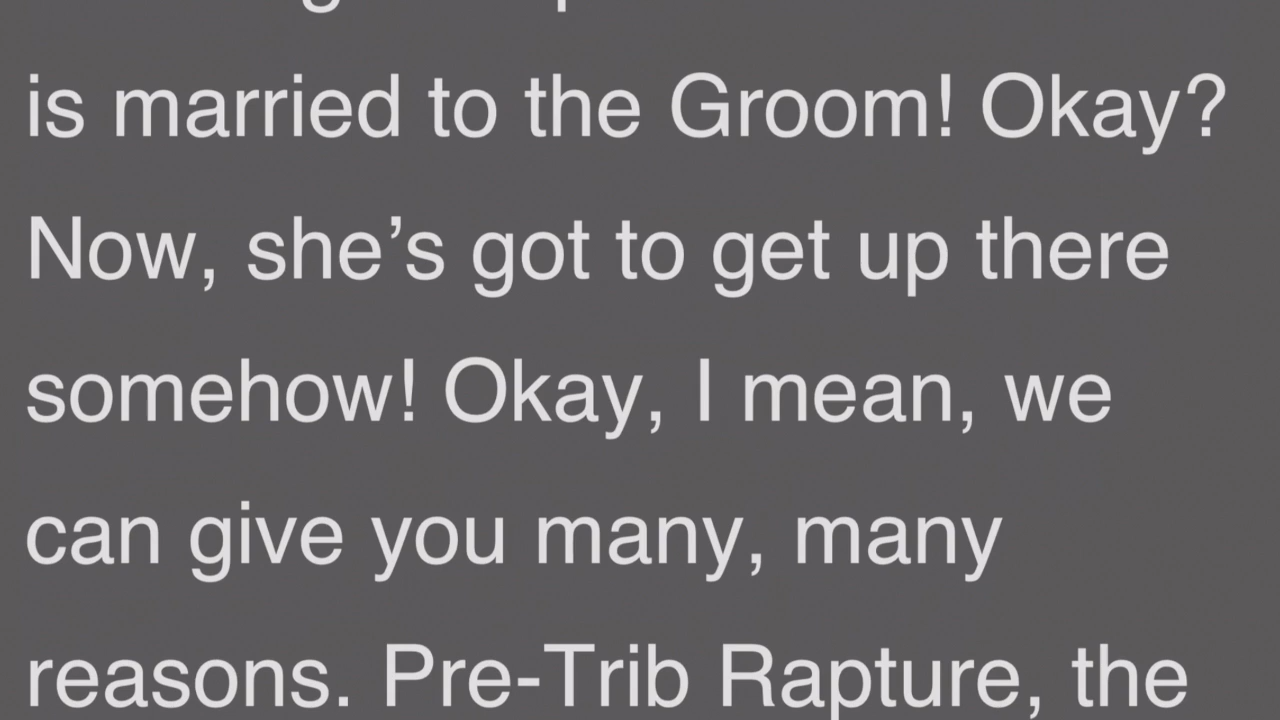 is married to the Groom! Okay?
Now, she’s got to get up there
somehow! Okay, I mean, we
can give you many, many
reasons. Pre-Trib Rapture, the